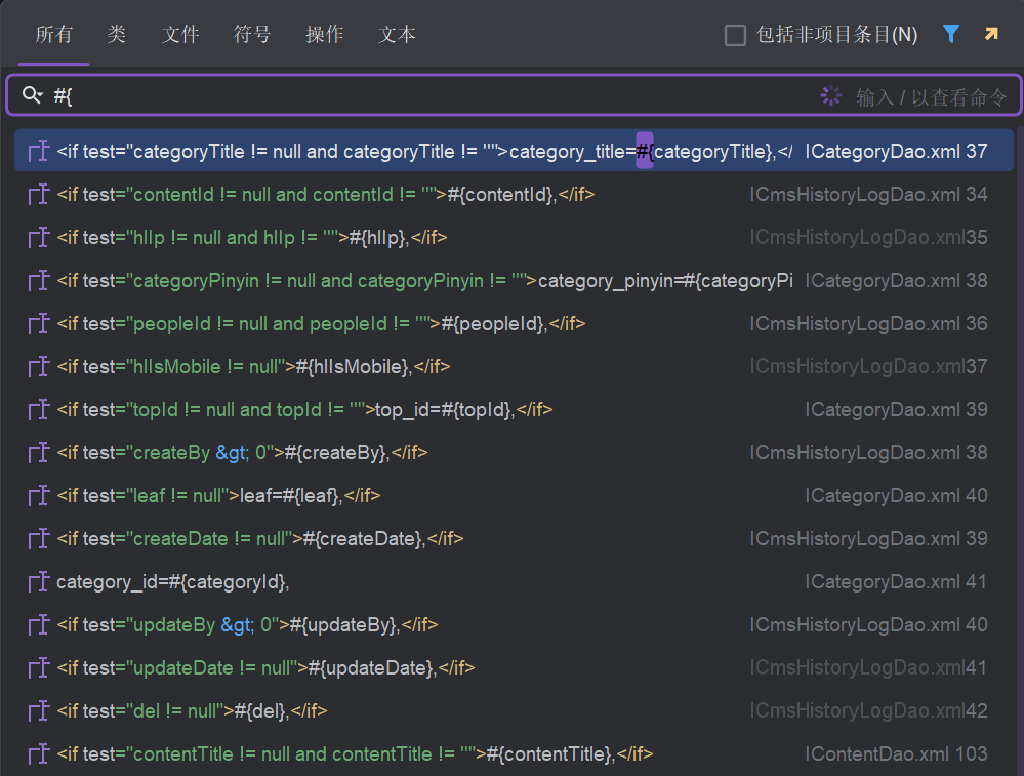 所有 类 文件 符号 操作 文本 包括非项目条目(N)
#{ 输入 / 以查看命令
<if test="categoryTitle != null and categoryTitle != ''">category_title=#{categoryTitle},</ ICategoryDao.xml 37
<if test="contentId != null and contentId != ''">#{contentId},</if> ICmsHistoryLogDao.xml 34
<if test="hIIp != null and hIIp != ''">#{hIIp},</if> ICmsHistoryLogDao.xml 35
<if test="categoryPinyin != null and categoryPinyin != ''">category_pinyin=#{categoryPi ICategoryDao.xml 38
<if test="peopleId != null and peopleId != ''">#{peopleId},</if> ICmsHistoryLogDao.xml 36
<if test="hIIsMobile != null">#{hIIsMobile},</if> ICmsHistoryLogDao.xml 37
<if test="topId != null and topId != ''">top_id=#{topId},</if> ICategoryDao.xml 39
<if test="createBy &gt; 0">#{createBy},</if> ICmsHistoryLogDao.xml 38
<if test="leaf != null">leaf=#{leaf},</if> ICategoryDao.xml 40
<if test="createDate != null">#{createDate},</if> ICmsHistoryLogDao.xml 39
category_id=#{categoryId}, ICategoryDao.xml 41
<if test="updateBy &gt; 0">#{updateBy},</if> ICmsHistoryLogDao.xml 40
<if test="updateDate != null">#{updateDate},</if> ICmsHistoryLogDao.xml 41
<if test="del != null">#{del},</if> ICmsHistoryLogDao.xml 42
<if test="contentTitle != null and contentTitle != ''">#{contentTitle},</if> IContentDao.xml 103